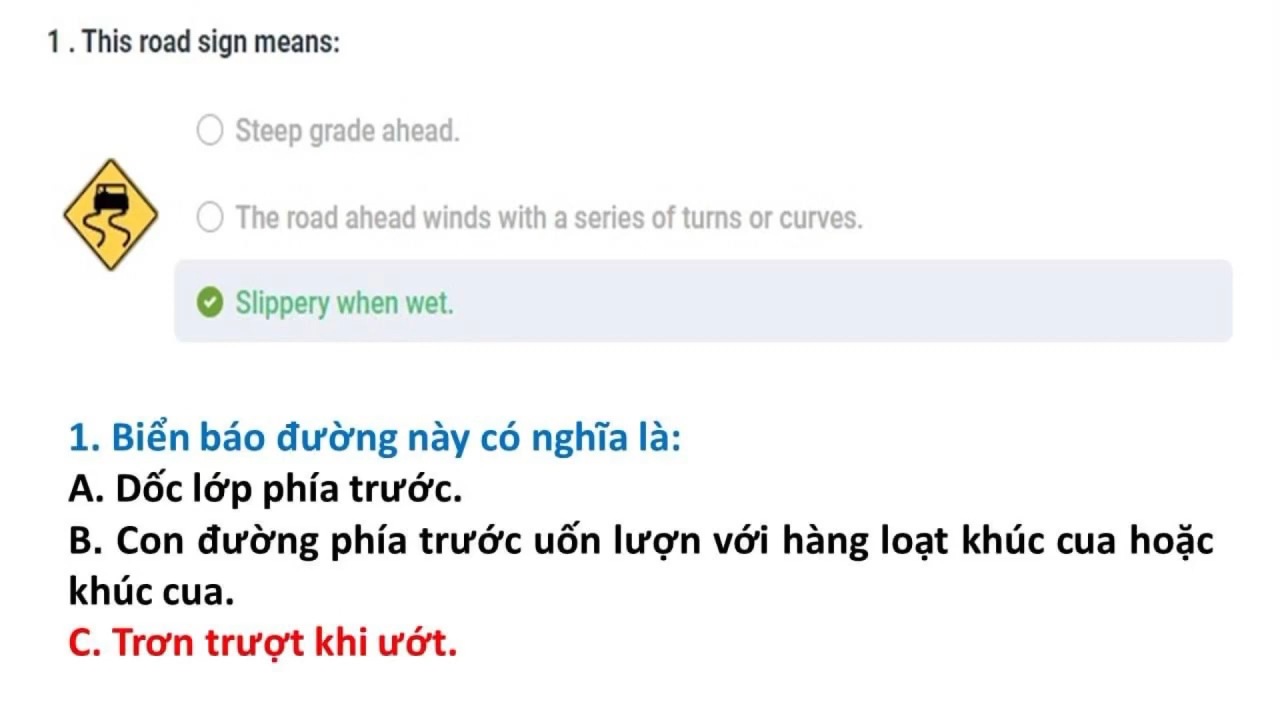 1 . This road sign means:
Steep grade ahead.
The road ahead winds with a series of turns or curves.
Slippery when wet.
1. Biển báo đường này có nghĩa là:
A. Dốc lớp phía trước.
B. Con đường phía trước uốn lượn với hàng loạt khúc cua hoặc
khúc cua.
C. Trơn trượt khi ướt.